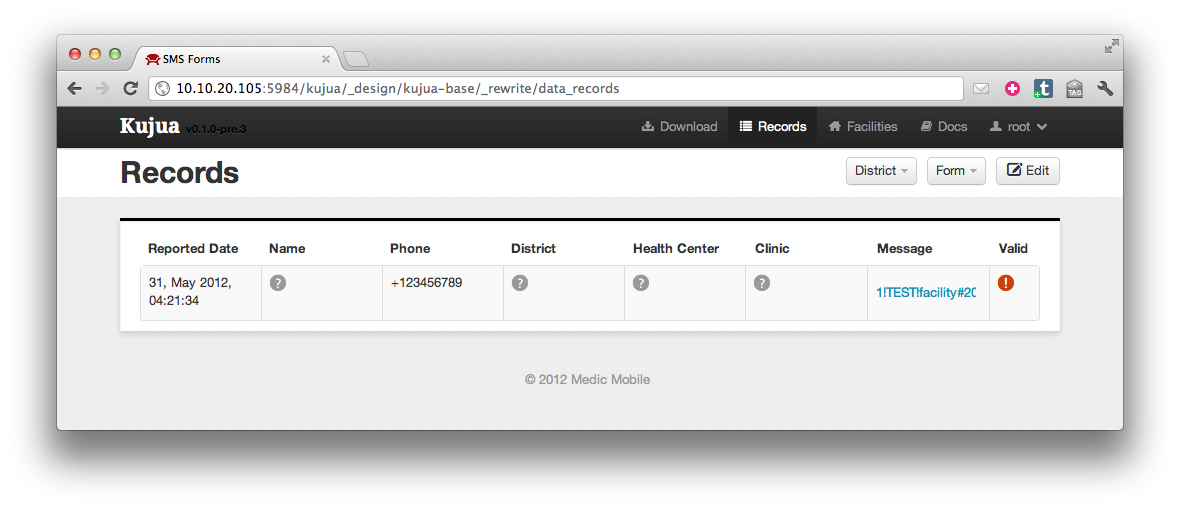 SMS Forms
10.10.20.105:5984/kujua/_design/kujua-base/_rewrite/data_records
t
TAG
Kujua v0.1.0-pre.3
Download
Records
Facilities
Docs
root
Records
District
Form
Edit
Reported Date
Name
Phone
District
Health Center
Clinic
Message
Valid
31, May 2012,
04:21:34
?
+123456789
?
?
?
1!TEST!facility#20
!
© 2012 Medic Mobile